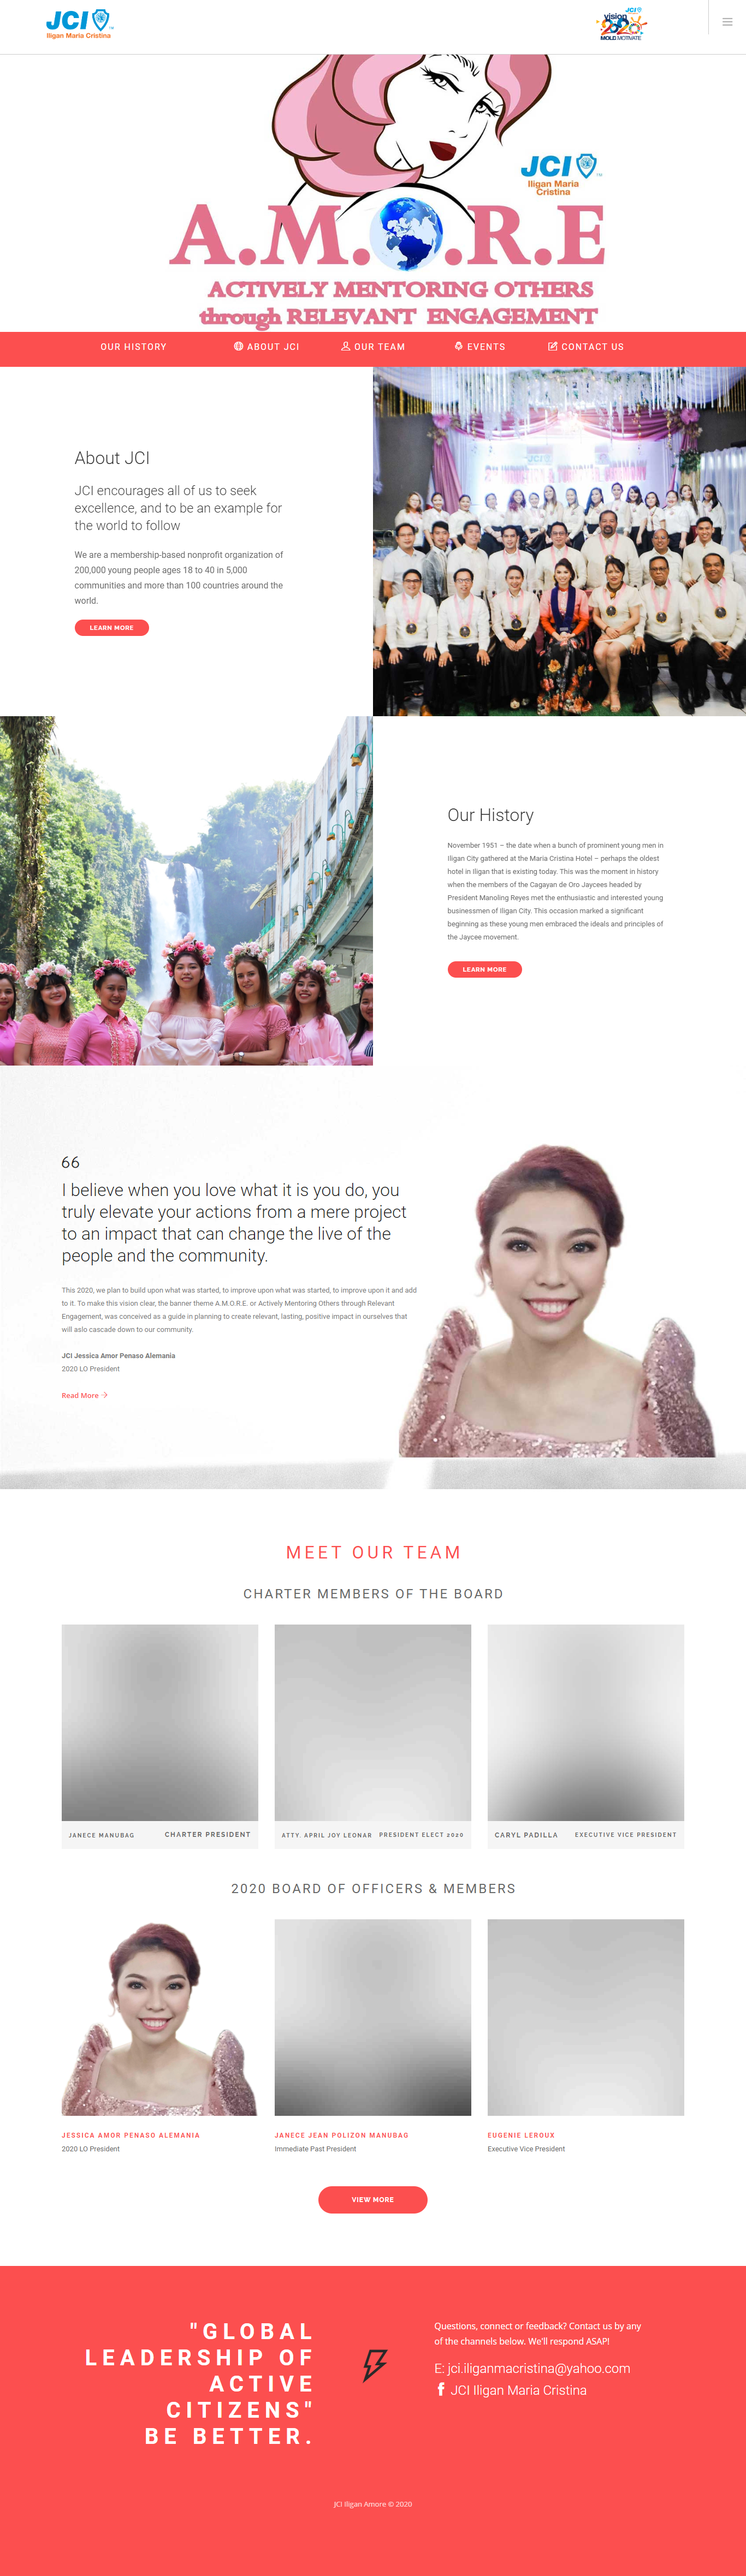 JCI
Iligan Maria Cristina
JCI
vision
2020
MOLD MOTIVATE
JCI
Iligan Maria
Cristina
A.M.O.R.E
ACTIVELY MENTORING OTHERS
through RELEVANT ENGAGEMENT
OUR HISTORY
ABOUT JCI
OUR TEAM
EVENTS
CONTACT US
About JCI
JCI encourages all of us to seek
excellence, and to be an example for
the world to follow
We are a membership-based nonprofit organization of
200,000 young people ages 18 to 40 in 5,000
communities and more than 100 countries around the
world.
LEARN MORE
Our History
November 1951 – the date when a bunch of prominent young men in
Iligan City gathered at the Maria Cristina Hotel – perhaps the oldest
hotel in Iligan that is existing today. This was the moment in history
when the members of the Cagayan de Oro Jaycees headed by
President Manoling Reyes met the enthusiastic and interested young
businessmen of Iligan City. This occasion marked a significant
beginning as these young men embraced the ideals and principles of
the Jaycee movement.
LEARN MORE
66
I believe when you love what it is you do, you
truly elevate your actions from a mere project
to an impact that can change the live of the
people and the community.
This 2020, we plan to build upon what was started, to improve upon what was started, to improve upon it and add
to it. To make this vision clear, the banner theme A.M.O.R.E. or Actively Mentoring Others through Relevant
Engagement, was conceived as a guide in planning to create relevant, lasting, positive impact in ourselves that
will aslo cascade down to our community.
JCI Jessica Amor Penaso Alemania
2020 LO President
Read More
MEET OUR TEAM
CHARTER MEMBERS OF THE BOARD
JANECE MANUBAG CHARTER PRESIDENT
ATTY. APRIL JOY LEONAR PRESIDENT ELECT 2020
CARYL PADILLA EXECUTIVE VICE PRESIDENT
2020 BOARD OF OFFICERS & MEMBERS
JESSICA AMOR PENASO ALEMANIA
2020 LO President
JANECE JEAN POLIZON MANUBAG
Immediate Past President
EUGENIE LEROUX
Executive Vice President
VIEW MORE
"GLOBAL
LEADERSHIP OF
ACTIVE
CITIZENS"
BE BETTER.
Questions, connect or feedback? Contact us by any
of the channels below. We'll respond ASAP!
E: jci.iliganmacristina@yahoo.com
JCI Iligan Maria Cristina
JCI Iligan Amore © 2020